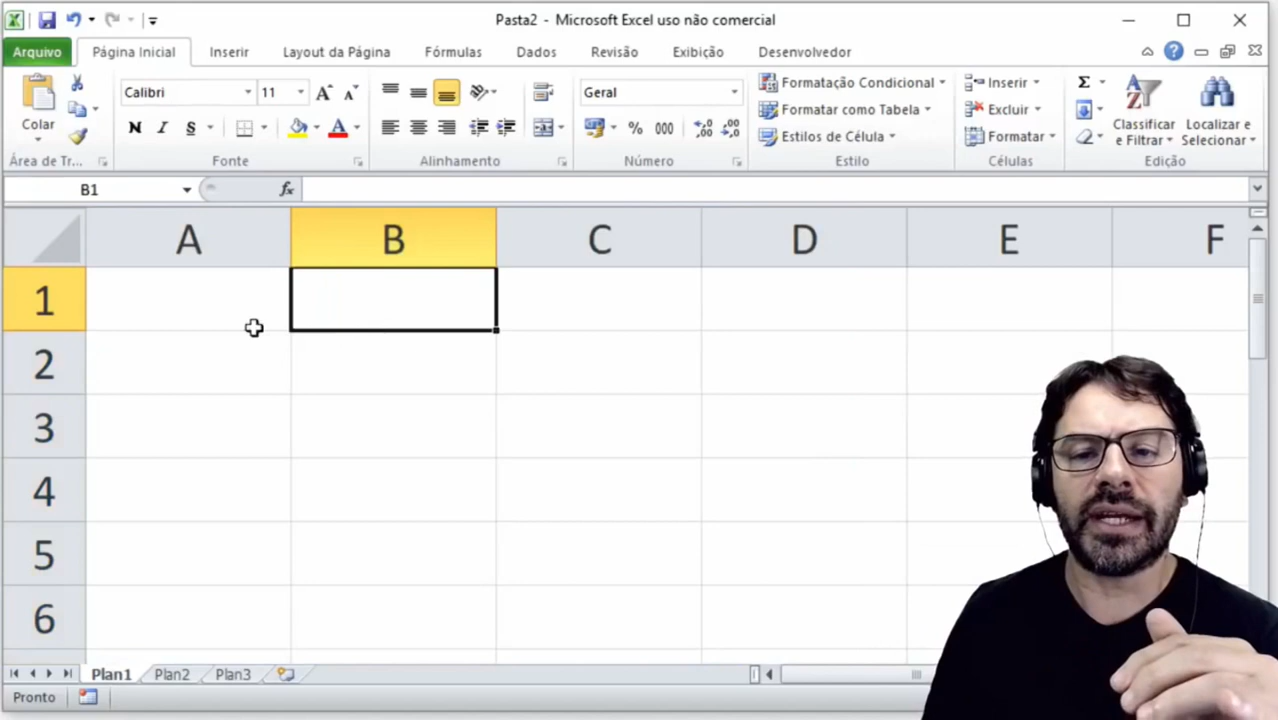 Pasta2 - Microsoft Excel uso não comercial
Arquivo Página Inicial Inserir Layout da Página Fórmulas Dados Revisão Exibição Desenvolvedor
Colar
Área de Tr...
Calibri 11
N I S A
Fonte
Alinhamento
Geral
% 000
Número
Formatação Condicional
Formatar como Tabela
Estilos de Célula
Estilo
Inserir
Excluir
Formatar
Células
Σ
Classificar
e Filtrar
Localizar e
Selecionar
Edição
B1 fx
A B C D E F
1
2
3
4
5
6
Plan1 Plan2 Plan3
Pronto